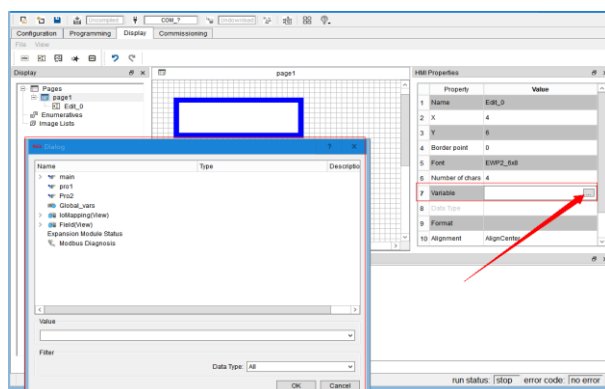 Uncompiled COM_? Undownload
Configuration Programming Display Commissioning
File View
Display page1 HMI Properties
Pages
page1
Edit_0
Enumeratives
Image Lists
Property Value
1 Name Edit_0
2 X 4
3 Y 6
4 Border point 0
5 Font EWP2_6x8
6 Number of chars 4
7 Variable ...
8 Data Type
9 Format
10 Alignment AlignCenter
Dialog ? X
Name Type Descriptio
main
pro1
Pro2
Global_vars
IoMapping(View)
Field(View)
Expansion Module Status
Modbus Diagnosis
Value
Filter
Data Type: All
OK Cancel
run status: stop error code: no error